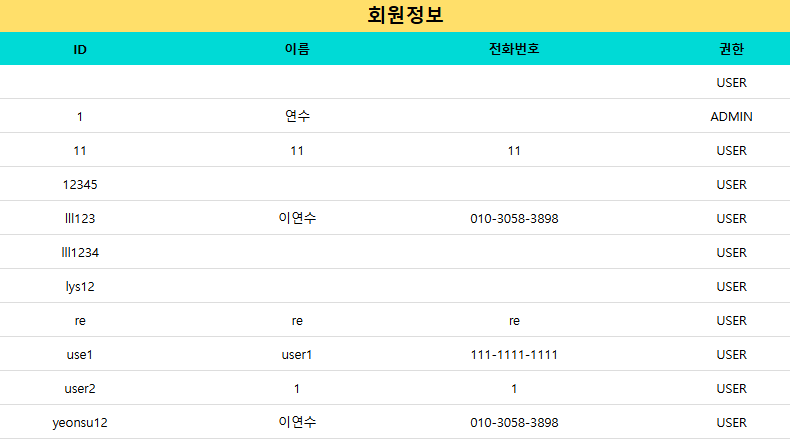 회원정보
ID 이름 전화번호 권한
USER
1 연수 ADMIN
11 11 11 USER
12345 USER
lll123 이연수 010-3058-3898 USER
lll1234 USER
lys12 USER
re re re USER
use1 user1 111-1111-1111 USER
user2 1 1 USER
yeonsu12 이연수 010-3058-3898 USER